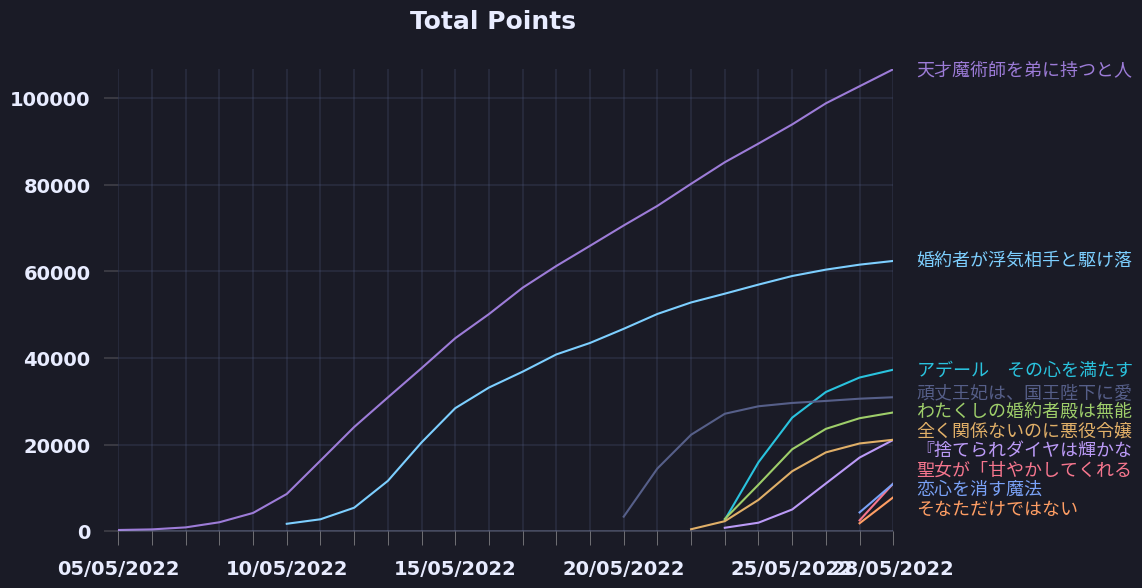 Total Points
100000
80000
60000
40000
20000
0
05/05/2022
10/05/2022
15/05/2022
20/05/2022
25/05/2022
28/05/2022
天才魔術師を弟に持つと人
婚約者が浮気相手と駆け落
アデール　その心を満たす
頑丈王妃は、国王陛下に愛
わたくしの婚約者殿は無能
全く関係ないのに悪役令嬢
『捨てられダイヤは輝かな
聖女が「甘やかしてくれる
恋心を消す魔法
そなただけではない